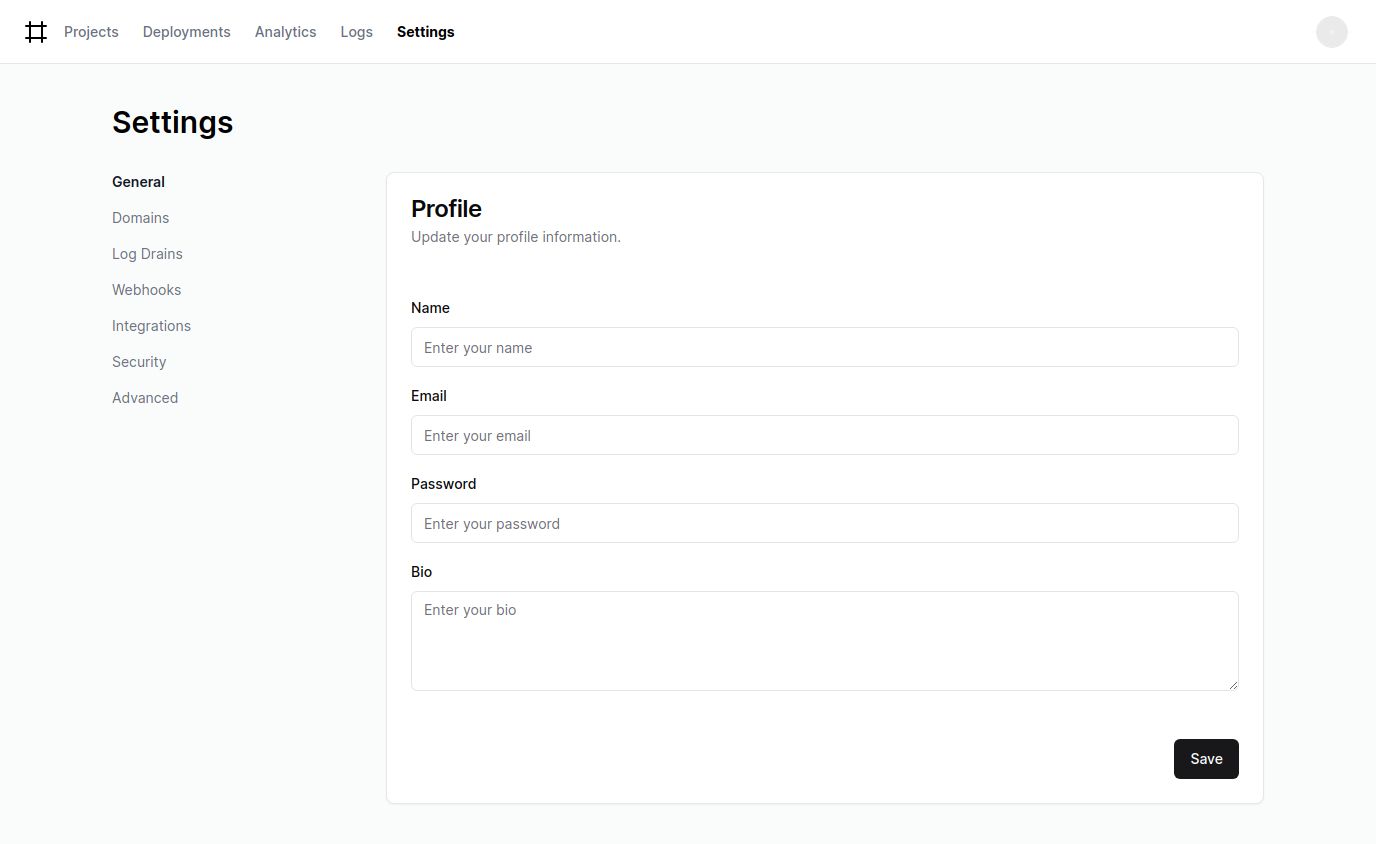 Projects Deployments Analytics Logs Settings
Settings
General
Domains
Log Drains
Webhooks
Integrations
Security
Advanced
Profile
Update your profile information.
Name
Enter your name
Email
Enter your email
Password
Enter your password
Bio
Enter your bio
Save